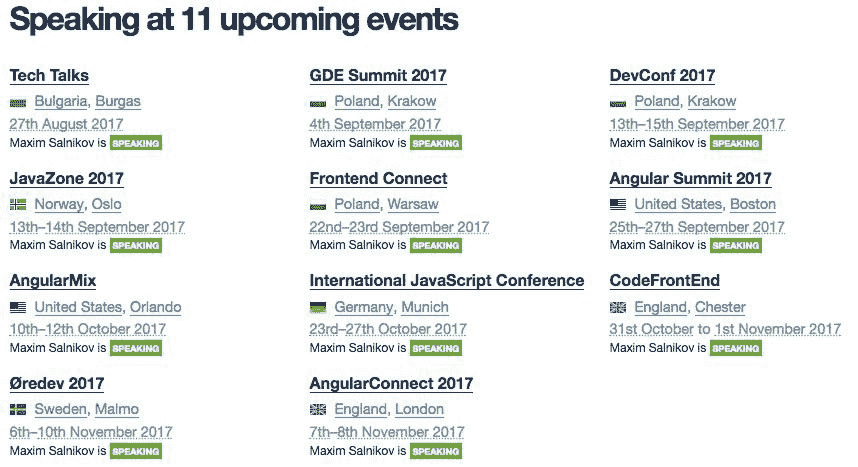 Speaking at 11 upcoming events
Tech Talks
Bulgaria, Burgas
27th August 2017
Maxim Salnikov is SPEAKING
GDE Summit 2017
Poland, Krakow
4th September 2017
Maxim Salnikov is SPEAKING
DevConf 2017
Poland, Krakow
13th–15th September 2017
Maxim Salnikov is SPEAKING
JavaZone 2017
Norway, Oslo
13th–14th September 2017
Maxim Salnikov is SPEAKING
Frontend Connect
Poland, Warsaw
22nd–23rd September 2017
Maxim Salnikov is SPEAKING
Angular Summit 2017
United States, Boston
25th–27th September 2017
Maxim Salnikov is SPEAKING
AngularMix
United States, Orlando
10th–12th October 2017
Maxim Salnikov is SPEAKING
International JavaScript Conference
Germany, Munich
23rd–27th October 2017
Maxim Salnikov is SPEAKING
CodeFrontEnd
England, Chester
31st October to 1st November 2017
Maxim Salnikov is SPEAKING
Øredev 2017
Sweden, Malmo
6th–10th November 2017
Maxim Salnikov is SPEAKING
AngularConnect 2017
England, London
7th–8th November 2017
Maxim Salnikov is SPEAKING